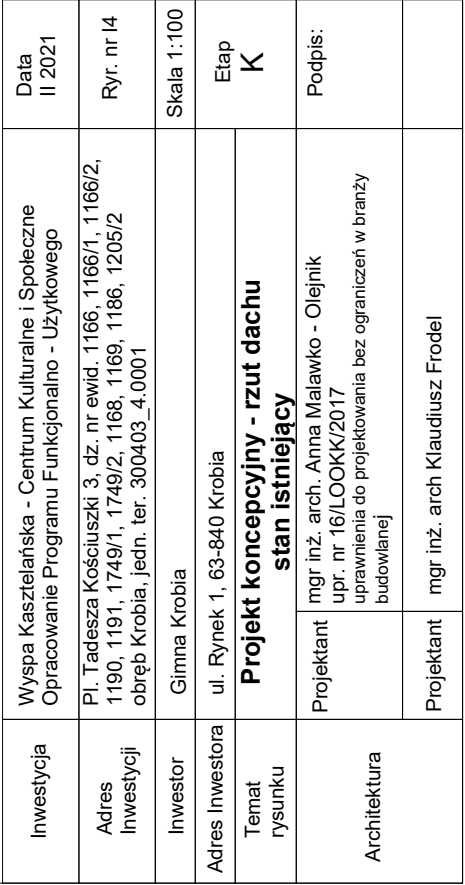 Inwestycja
Wyspa Kasztelańska - Centrum Kulturalne i Społeczne
Opracowanie Programu Funkcjonalno - Użytkowego
Data
II 2021
Adres
Inwestycji
Pl. Tadesza Kościuszki 3, dz. nr ewid. 1166, 1166/1, 1166/2,
1190, 1191, 1749/1, 1749/2, 1168, 1169, 1186, 1205/2
obręb Krobia, jedn. ter. 300403_4.0001
Ryr. nr I4
Inwestor
Gimna Krobia
Skala 1:100
Adres Inwestora
ul. Rynek 1, 63-840 Krobia
Etap
K
Temat
rysunku
Projekt koncepcyjny - rzut dachu
stan istniejący
Architektura
Projektant
mgr inż. arch. Anna Malawko - Olejnik
upr. nr 16/LOOKK/2017
uprawnienia do projektowania bez ograniczeń w branży
budowlanej
Podpis:
Projektant
mgr inż. arch Klaudiusz Frodel